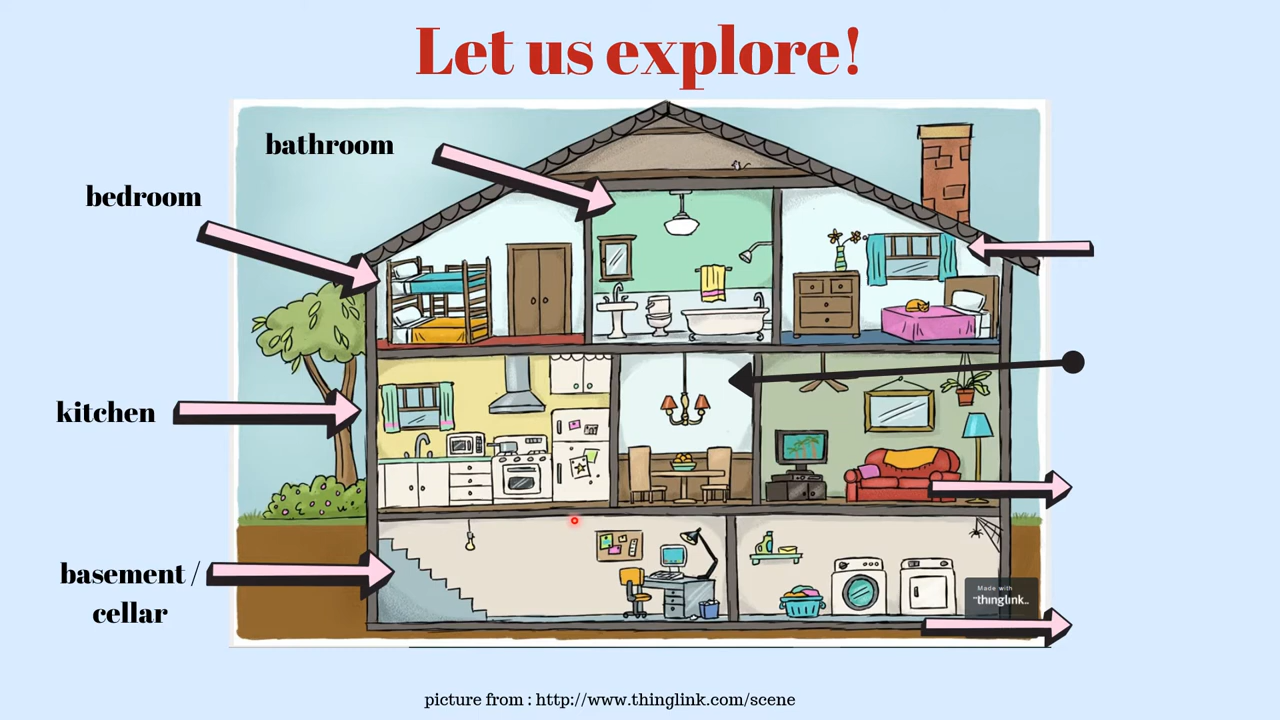 Let us explore!
bathroom
bedroom
kitchen
basement /
cellar
Made with
"thinglink..
picture from : http://www.thinglink.com/scene